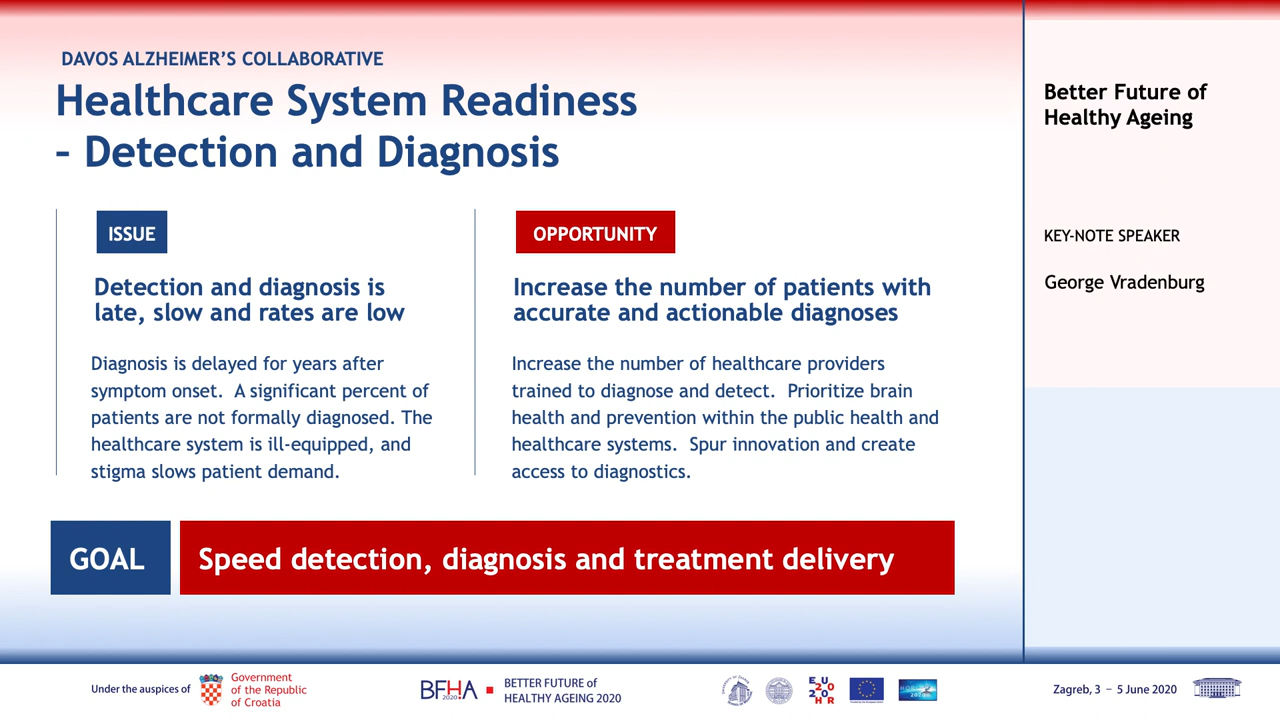 DAVOS ALZHEIMER’S COLLABORATIVE
Healthcare System Readiness
– Detection and Diagnosis
ISSUE
Detection and diagnosis is
late, slow and rates are low
Diagnosis is delayed for years after
symptom onset.  A significant percent of
patients are not formally diagnosed. The
healthcare system is ill-equipped, and
stigma slows patient demand.
OPPORTUNITY
Increase the number of patients with
accurate and actionable diagnoses
Increase the number of healthcare providers
trained to diagnose and detect.  Prioritize brain
health and prevention within the public health and
healthcare systems.  Spur innovation and create
access to diagnostics.
GOAL
Speed detection, diagnosis and treatment delivery
Better Future of
Healthy Ageing
KEY-NOTE SPEAKER
George Vradenburg
Under the auspices of
Government
of the Republic
of Croatia
BFHA
2020
BETTER FUTURE of
HEALTHY AGEING 2020
EU
20
20
HR
Zagreb, 3 – 5 June 2020